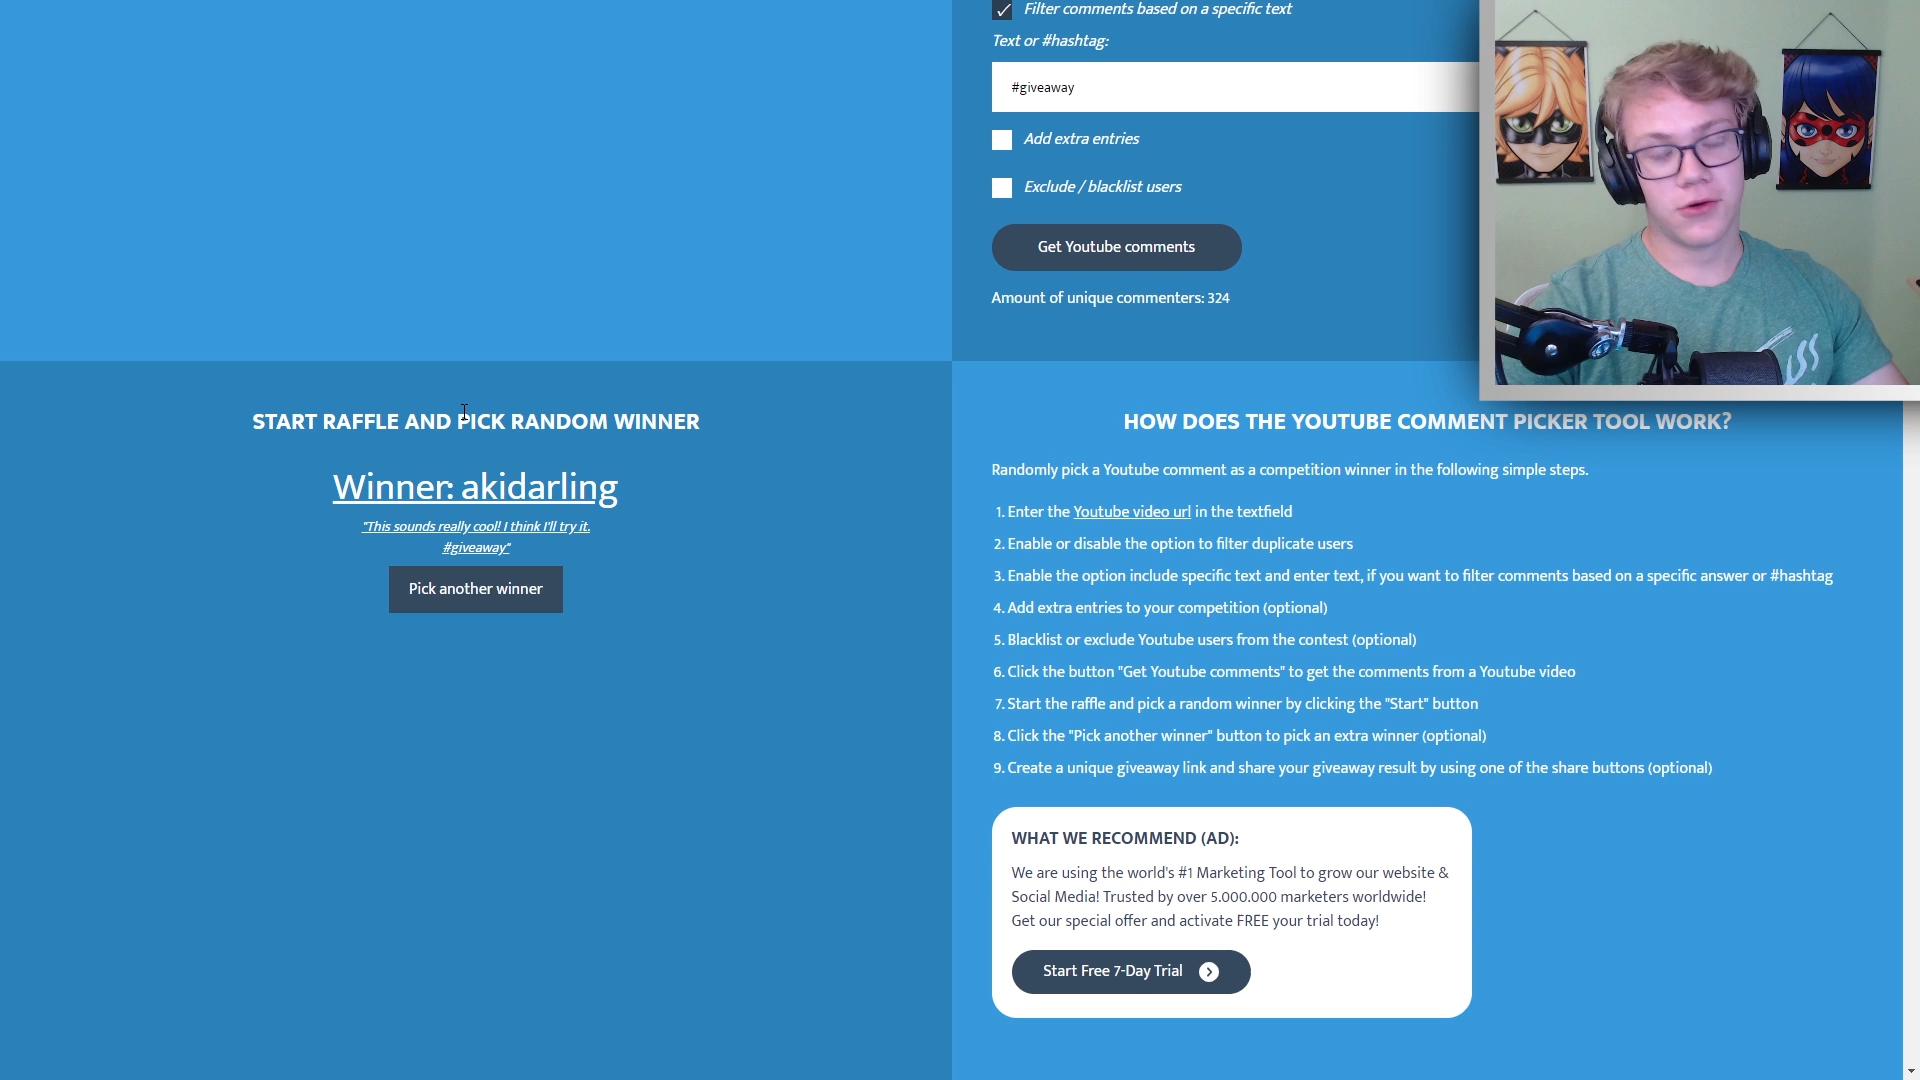 Filter comments based on a specific text
Text or #hashtag:
#giveaway
Add extra entries
Exclude / blacklist users
Get Youtube comments
Amount of unique commenters: 324
START RAFFLE AND PICK RANDOM WINNER
Winner: akidarling
"This sounds really cool! I think I'll try it.
#giveaway"
Pick another winner
HOW DOES THE YOUTUBE COMMENT PICKER TOOL WORK?
Randomly pick a Youtube comment as a competition winner in the following simple steps.
1. Enter the Youtube video url in the textfield
2. Enable or disable the option to filter duplicate users
3. Enable the option include specific text and enter text, if you want to filter comments based on a specific answer or #hashtag
4. Add extra entries to your competition (optional)
5. Blacklist or exclude Youtube users from the contest (optional)
6. Click the button "Get Youtube comments" to get the comments from a Youtube video
7. Start the raffle and pick a random winner by clicking the "Start" button
8. Click the "Pick another winner" button to pick an extra winner (optional)
9. Create a unique giveaway link and share your giveaway result by using one of the share buttons (optional)
WHAT WE RECOMMEND (AD):
We are using the world's #1 Marketing Tool to grow our website &
Social Media! Trusted by over 5.000.000 marketers worldwide!
Get our special offer and activate FREE your trial today!
Start Free 7-Day Trial